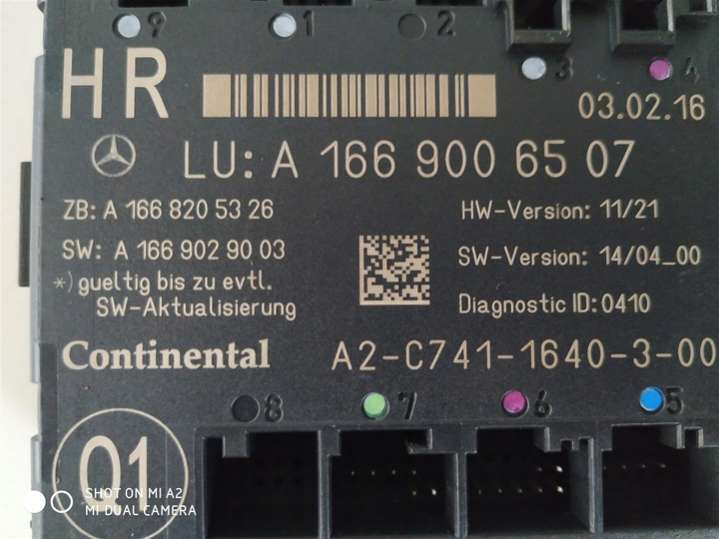 9 1 2
HR
3 4
03.02.16
LU: A 166 900 65 07
ZB: A 166 820 53 26
HW-Version: 11/21
SW: A 166 902 90 03
SW-Version: 14/04_00
*) gueltig bis zu evtl.
SW-Aktualisierung
Diagnostic ID:0410
Continental
A2-C741-1640-3-00
8 7 6 5
01
SHOT ON MI A2
MI DUAL CAMERA